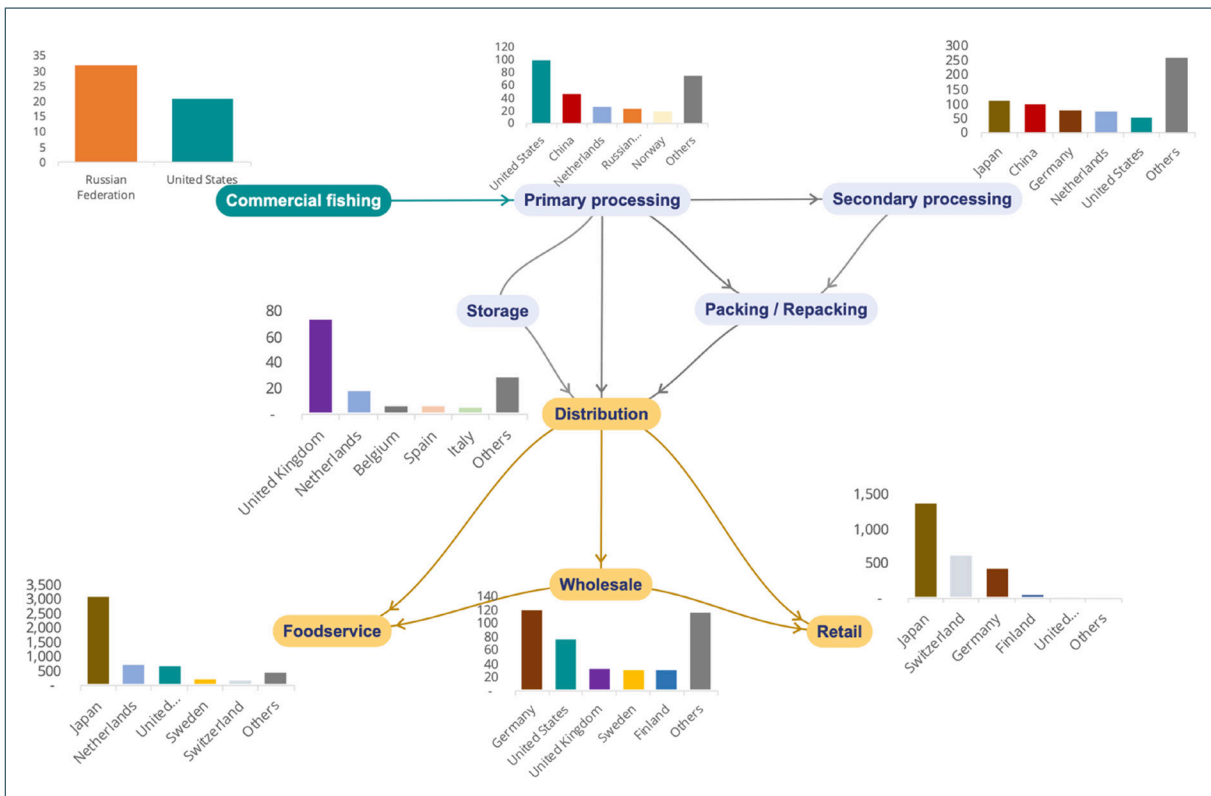 35
30
25
20
15
10
5
0
Russian
Federation
United States
120
100
80
60
40
20
0
United States
China
Netherlands
Russian...
Norway
Others
300
250
200
150
100
50
0
Japan
China
Germany
Netherlands
United States
Others
Commercial fishing
Primary processing
Secondary processing
Storage
Packing / Repacking
80
60
40
20
-
United Kingdom
Netherlands
Belgium
Spain
Italy
Others
Distribution
1,500
1,000
500
-
Japan
Switzerland
Germany
Finland
United...
Others
Wholesale
Foodservice
Retail
3,500
3,000
2,500
2,000
1,500
1,000
500
-
Japan
Netherlands
United...
Sweden
Switzerland
Others
140
120
100
80
60
40
20
-
Germany
United States
United Kingdom
Sweden
Finland
Others